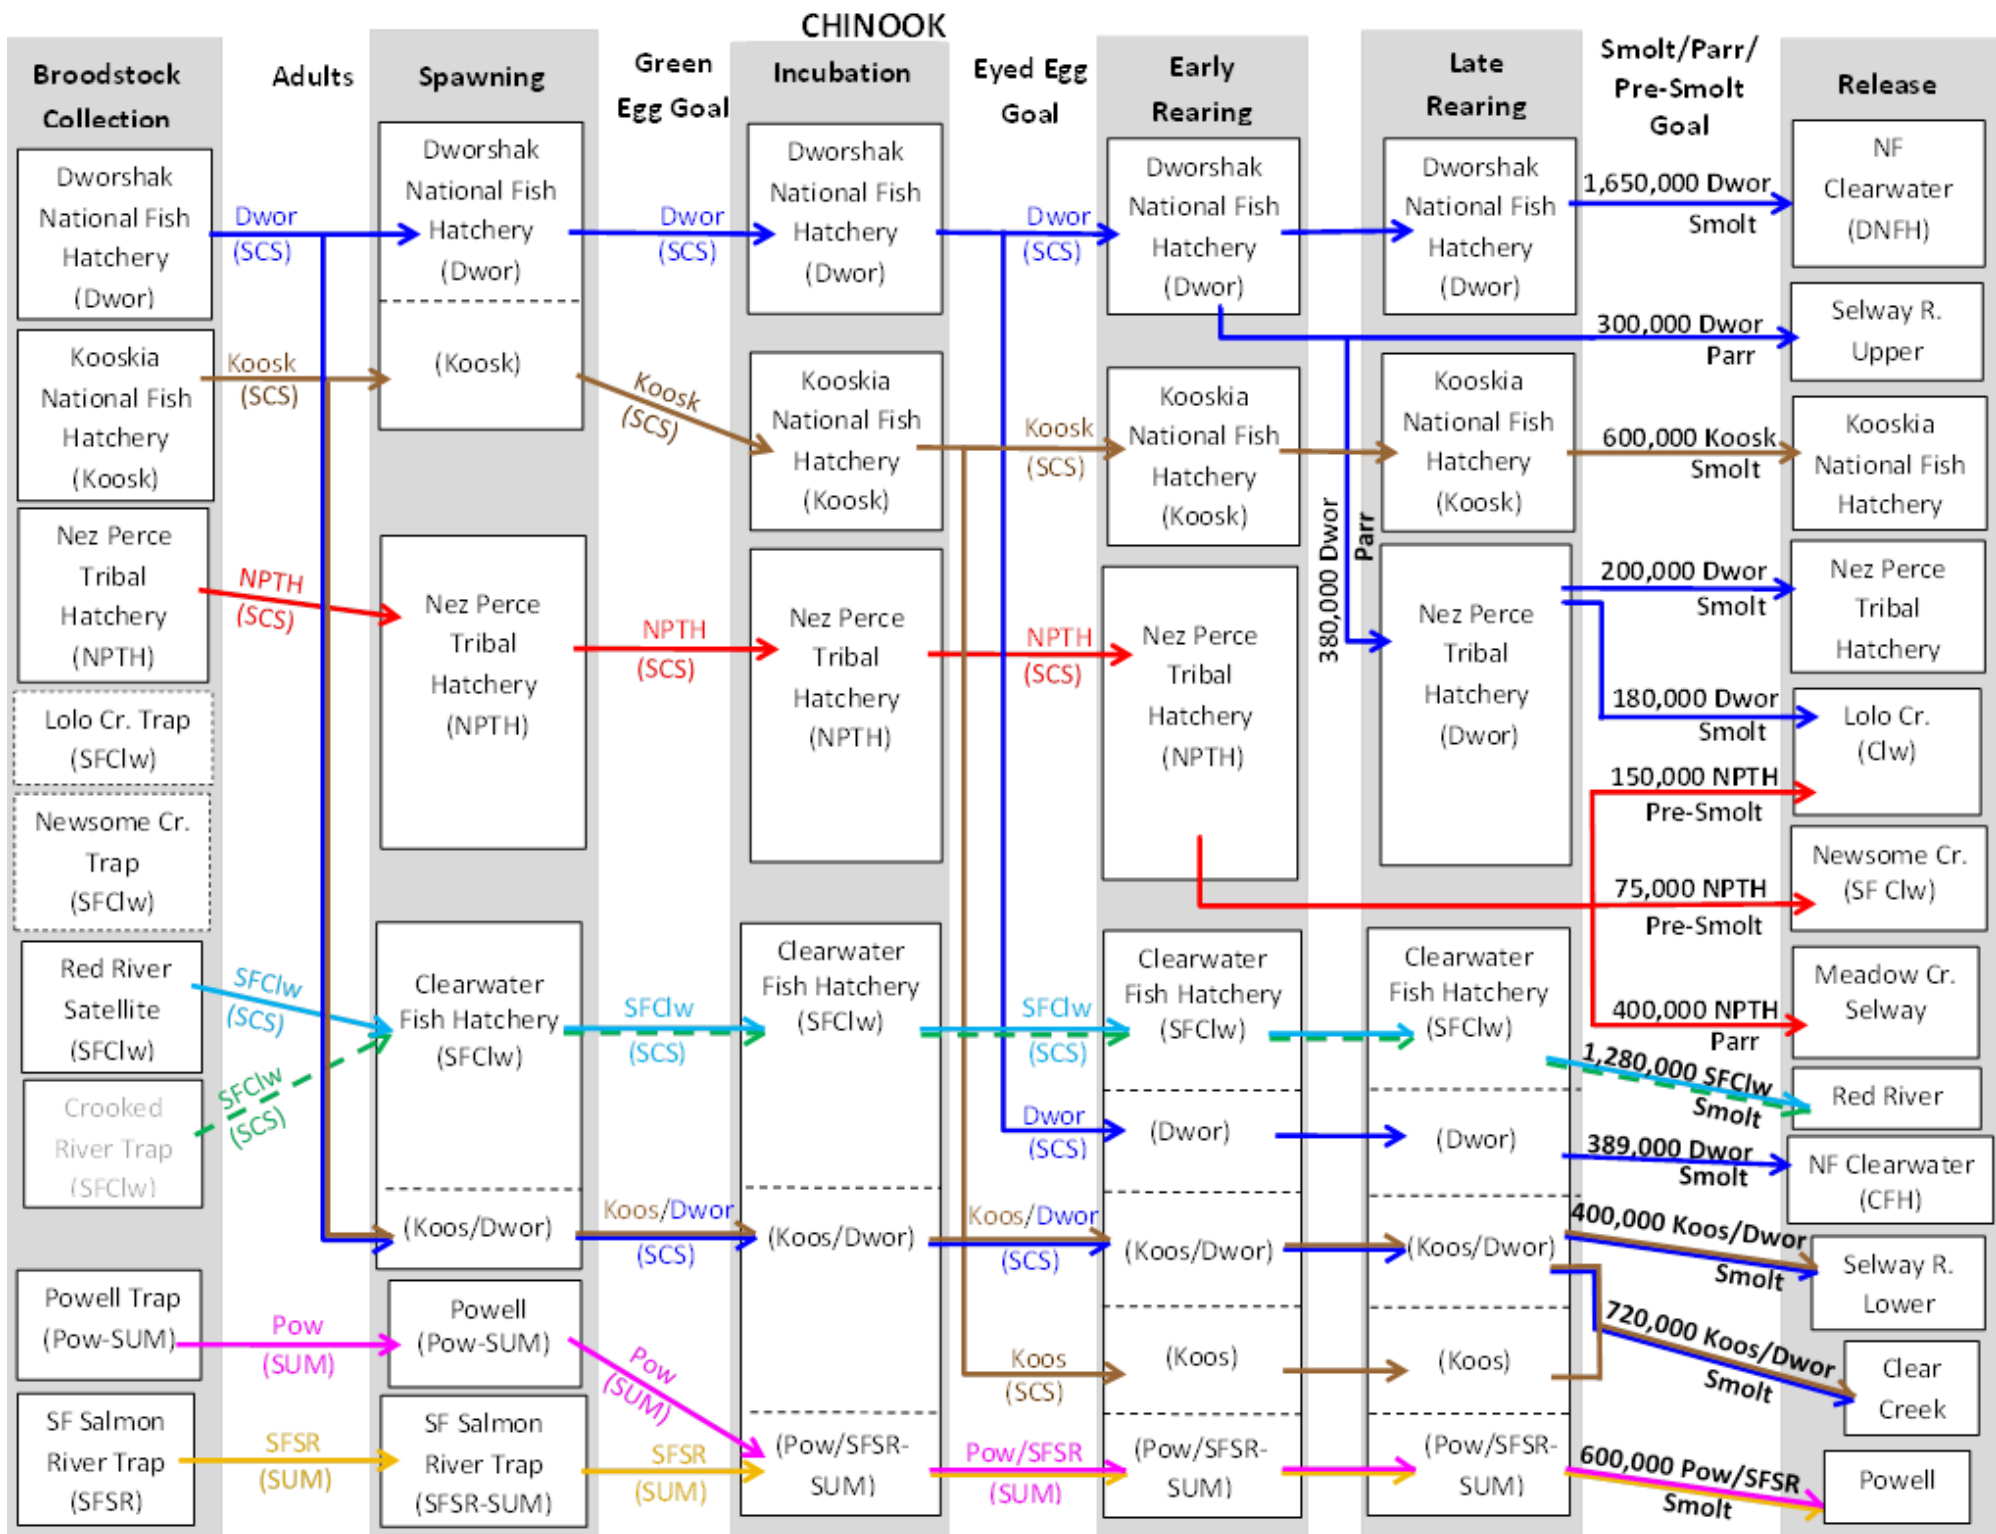 CHINOOK
Broodstock
Collection
Adults
Spawning
Green
Egg Goal
Incubation
Eyed Egg
Goal
Early
Rearing
Late
Rearing
Smolt/Parr/
Pre-Smolt
Goal
Release
Dworshak
National Fish
Hatchery
(Dwor)
Kooskia
National Fish
Hatchery
(Koosk)
Nez Perce
Tribal
Hatchery
(NPTH)
Lolo Cr. Trap
(SFClw)
Newsome Cr.
Trap
(SFClw)
Red River
Satellite
(SFClw)
Crooked
River Trap
(SFClw)
Powell Trap
(Pow-SUM)
SF Salmon
River Trap
(SFSR)
Dwor
(SCS)
Koosk
(SCS)
NPTH
(SCS)
SFClw
(SCS)
SFClw
(SCS)
Pow
(SUM)
SFSR
(SUM)
Dworshak
National Fish
Hatchery
(Dwor)
(Koosk)
Nez Perce
Tribal
Hatchery
(NPTH)
Clearwater
Fish Hatchery
(SFClw)
(Koos/Dwor)
Powell
(Pow-SUM)
SF Salmon
River Trap
(SFSR-SUM)
Dwor
(SCS)
Koosk
(SCS)
NPTH
(SCS)
SFClw
(SCS)
Koos/Dwor
(SCS)
Pow
(SUM)
SFSR
(SUM)
Dworshak
National Fish
Hatchery
(Dwor)
Kooskia
National Fish
Hatchery
(Koosk)
Nez Perce
Tribal
Hatchery
(NPTH)
Clearwater
Fish Hatchery
(SFClw)
(Koos/Dwor)
(Pow/SFSR-
SUM)
Dwor
(SCS)
Koosk
(SCS)
NPTH
(SCS)
SFClw
(SCS)
Dwor
(SCS)
Koos/Dwor
(SCS)
Koos
(SCS)
Pow/SFSR
(SUM)
Dworshak
National Fish
Hatchery
(Dwor)
Kooskia
National Fish
Hatchery
(Koosk)
Nez Perce
Tribal
Hatchery
(NPTH)
Clearwater
Fish Hatchery
(SFClw)
(Dwor)
(Koos/Dwor)
(Koos)
(Pow/SFSR-
SUM)
380,000 Dwor
Parr
Dworshak
National Fish
Hatchery
(Dwor)
Kooskia
National Fish
Hatchery
(Koosk)
Nez Perce
Tribal
Hatchery
(Dwor)
Clearwater
Fish Hatchery
(SFClw)
(Dwor)
(Koos/Dwor)
(Koos)
(Pow/SFSR-
SUM)
1,650,000 Dwor
Smolt
300,000 Dwor
Parr
600,000 Koosk
Smolt
200,000 Dwor
Smolt
180,000 Dwor
Smolt
150,000 NPTH
Pre-Smolt
75,000 NPTH
Pre-Smolt
400,000 NPTH
Parr
1,280,000 SFClw
Smolt
389,000 Dwor
Smolt
400,000 Koos/Dwor
Smolt
720,000 Koos/Dwor
Smolt
600,000 Pow/SFSR
Smolt
NF
Clearwater
(DNFH)
Selway R.
Upper
Kooskia
National Fish
Hatchery
Nez Perce
Tribal
Hatchery
Lolo Cr.
(Clw)
Newsome Cr.
(SF Clw)
Meadow Cr.
Selway
Red River
NF Clearwater
(CFH)
Selway R.
Lower
Clear
Creek
Powell